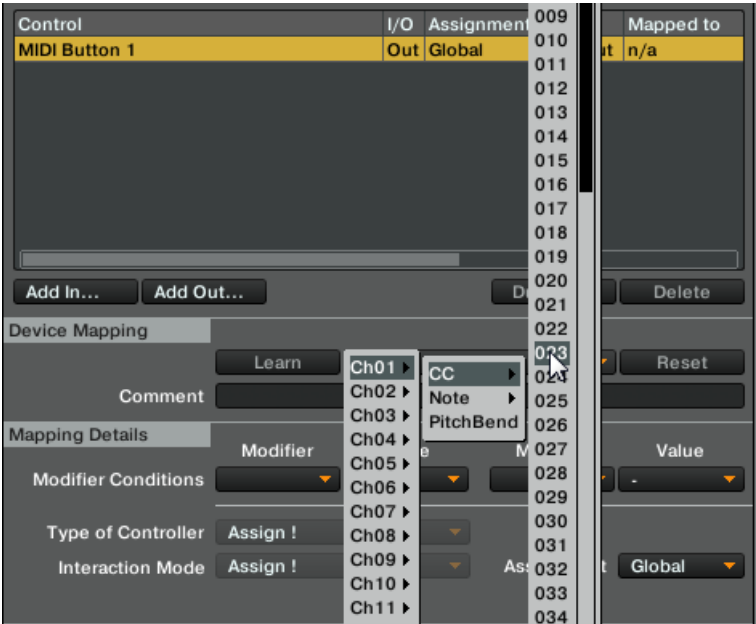 Control I/O Assignment Mapped to
MIDI Button 1 Out Global n/a
Add In... Add Out... Delete
Device Mapping
Learn Reset
Comment
Mapping Details
Modifier Value
Modifier Conditions -
Type of Controller Assign !
Interaction Mode Assign ! Global
Ch01
Ch02
Ch03
Ch04
Ch05
Ch06
Ch07
Ch08
Ch09
Ch10
Ch11
CC
Note
PitchBend
009
010
011
012
013
014
015
016
017
018
019
020
021
022
023
024
025
026
027
028
029
030
031
032
033
034